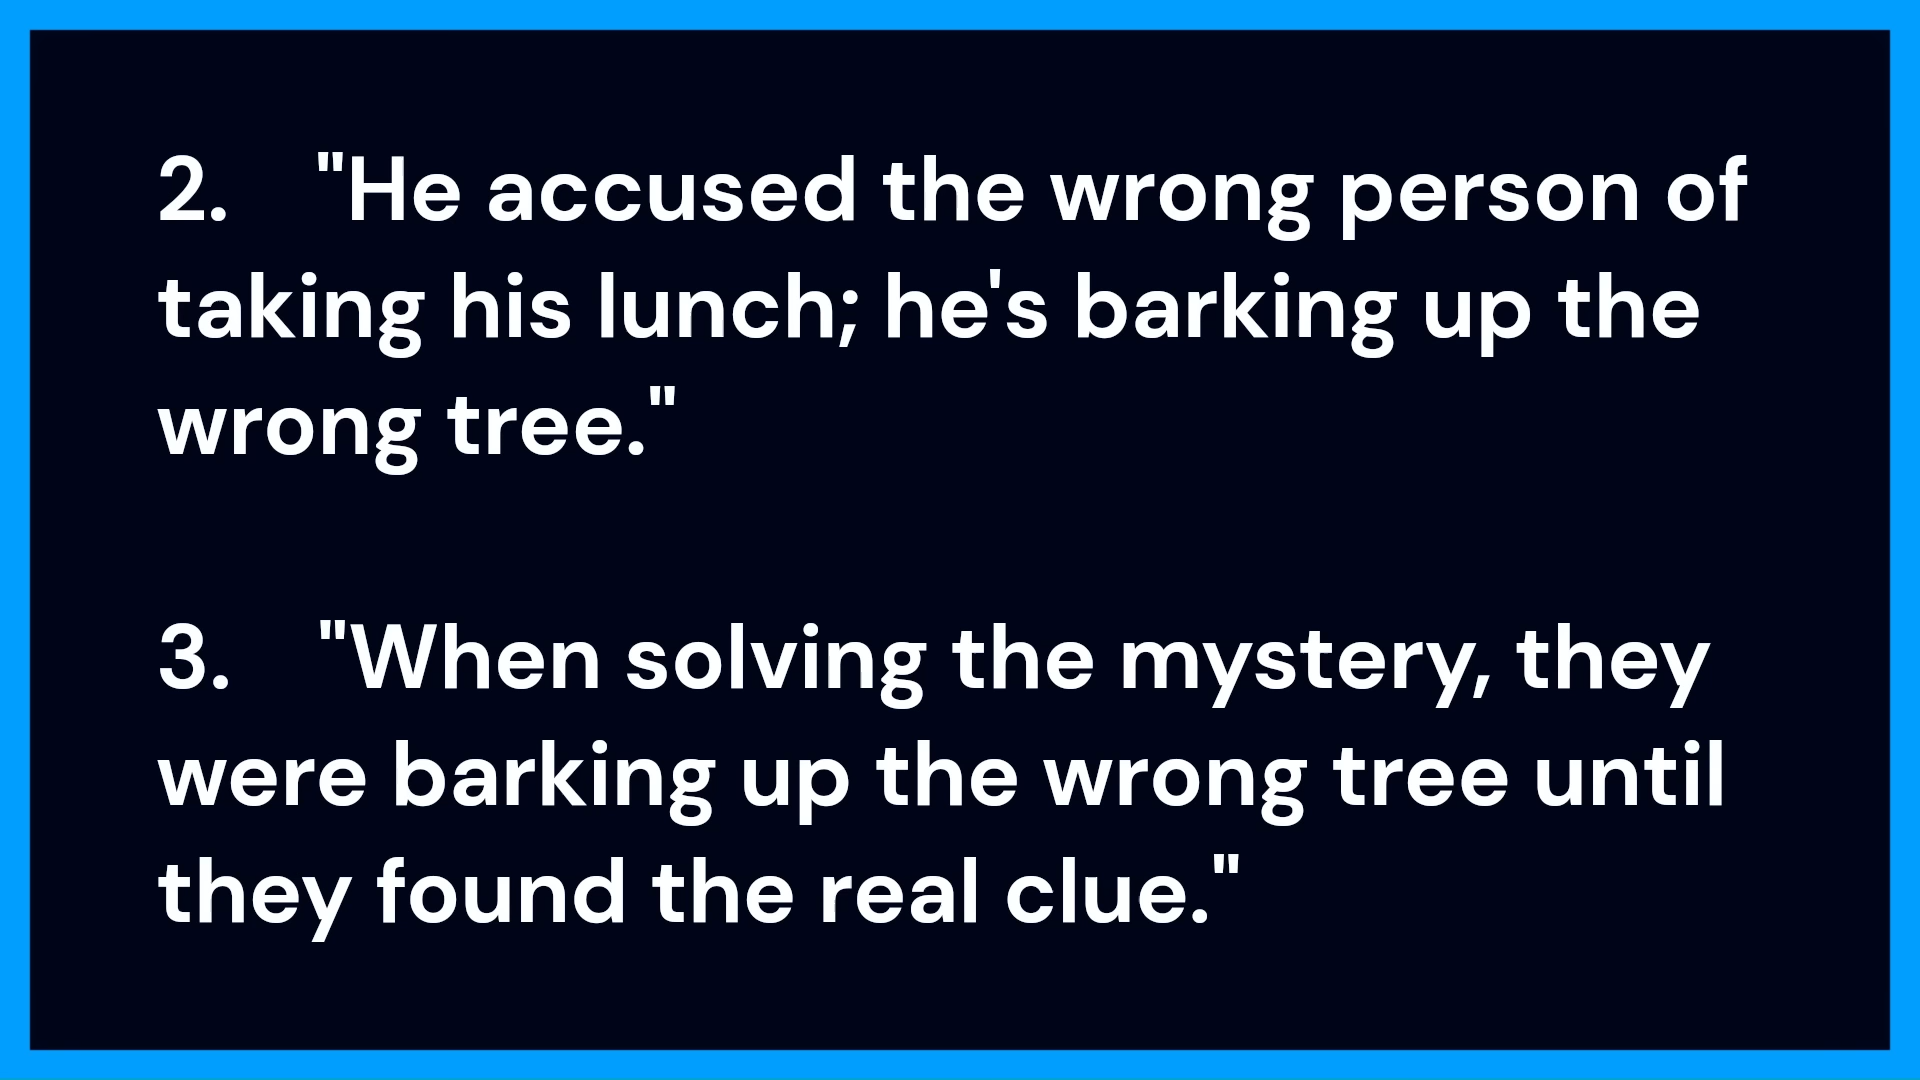 2. "He accused the wrong person of
taking his lunch; he's barking up the
wrong tree."
3. "When solving the mystery, they
were barking up the wrong tree until
they found the real clue."